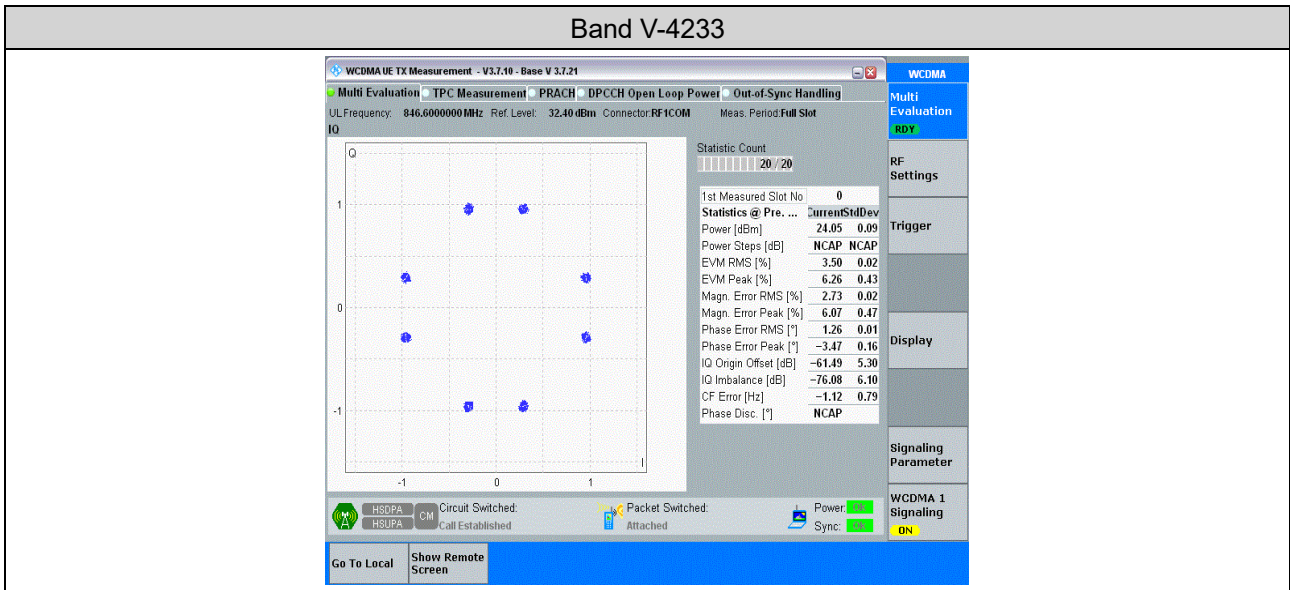 Band V-4233
WCDMA UE TX Measurement - V3.7.10 - Base V 3.7.21
WCDMA
Multi Evaluation TPC Measurement PRACH DPCCH Open Loop Power Out-of-Sync Handling
Multi
Evaluation
RDY
UL Frequency: 846.6000000 MHz Ref. Level: 32.40 dBm Connector: RF1COM Meas. Period: Full Slot
IQ
Q
1
0
-1
-1 0 1
I
Statistic Count
20 / 20
1st Measured Slot No 0
Statistics @ Pre. ... Current StdDev
Power [dBm] 24.05 0.09
Power Steps [dB] NCAP NCAP
EVM RMS [%] 3.50 0.02
EVM Peak [%] 6.26 0.43
Magn. Error RMS [%] 2.73 0.02
Magn. Error Peak [%] 6.07 0.47
Phase Error RMS [°] 1.26 0.01
Phase Error Peak [°] −3.47 0.16
IQ Origin Offset [dB] −61.49 5.30
IQ Imbalance [dB] −76.08 6.10
CF Error [Hz] −1.12 0.79
Phase Disc. [°] NCAP
RF
Settings
Trigger
Display
Signaling
Parameter
WCDMA 1
Signaling
ON
HSDPA
HSUPA
CM
Circuit Switched:
Call Established
Packet Switched:
Attached
Power: OK
Sync: OK
Go To Local
Show Remote
Screen